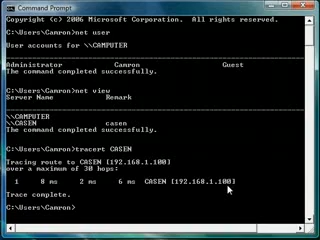 Command Prompt
Copyright (c) 2006 Microsoft Corporation. All rights reserved.
C:\Users\Camron>net user
User accounts for \\CAMPUTER
Administrator Camron Guest
The command completed successfully.
C:\Users\Camron>net view
Server Name Remark
\\CAMPUTER
\\CASEN casen
The command completed successfully.
C:\Users\Camron>tracert CASEN
Tracing route to CASEN [192.168.1.100]
over a maximum of 30 hops:
1 8 ms 2 ms 6 ms CASEN [192.168.1.100]
Trace complete.
C:\Users\Camron>